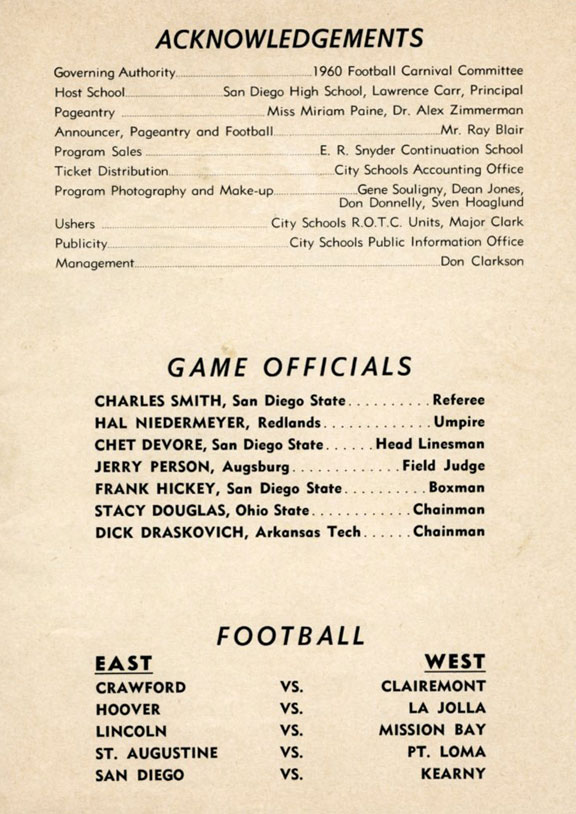 ACKNOWLEDGEMENTS
Governing Authority........................1960 Football Carnival Committee
Host School........................San Diego High School, Lawrence Carr, Principal
Pageantry ........................Miss Miriam Paine, Dr. Alex Zimmerman
Announcer, Pageantry and Football........................Mr. Ray Blair
Program Sales ........................E. R. Snyder Continuation School
Ticket Distribution........................City Schools Accounting Office
Program Photography and Make-up........................Gene Souligny, Dean Jones,
Don Donnelly, Sven Hoaglund
Ushers ........................City Schools R.O.T.C. Units, Major Clark
Publicity........................City Schools Public Information Office
Management........................Don Clarkson
GAME OFFICIALS
CHARLES SMITH, San Diego State..........Referee
HAL NIEDERMEYER, Redlands.............Umpire
CHET DEVORE, San Diego State......Head Linesman
JERRY PERSON, Augsburg.............Field Judge
FRANK HICKEY, San Diego State..........Boxman
STACY DOUGLAS, Ohio State............Chainman
DICK DRASKOVICH, Arkansas Tech......Chainman
FOOTBALL
EAST WEST
CRAWFORD VS. CLAIREMONT
HOOVER VS. LA JOLLA
LINCOLN VS. MISSION BAY
ST. AUGUSTINE VS. PT. LOMA
SAN DIEGO VS. KEARNY